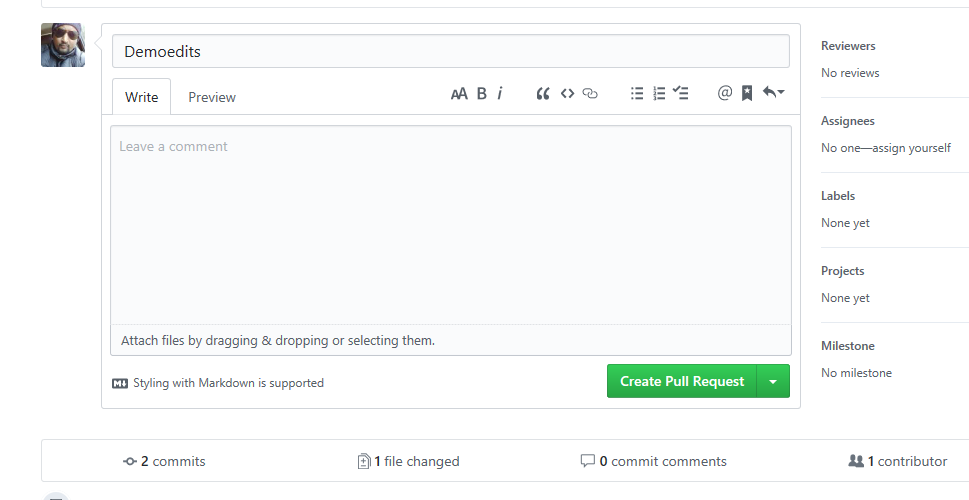 Demoedits
Write Preview AA B i @
Leave a comment
Attach files by dragging & dropping or selecting them.
Styling with Markdown is supported
Create Pull Request
Reviewers
No reviews
Assignees
No one—assign yourself
Labels
None yet
Projects
None yet
Milestone
No milestone
2 commits 1 file changed 0 commit comments 1 contributor